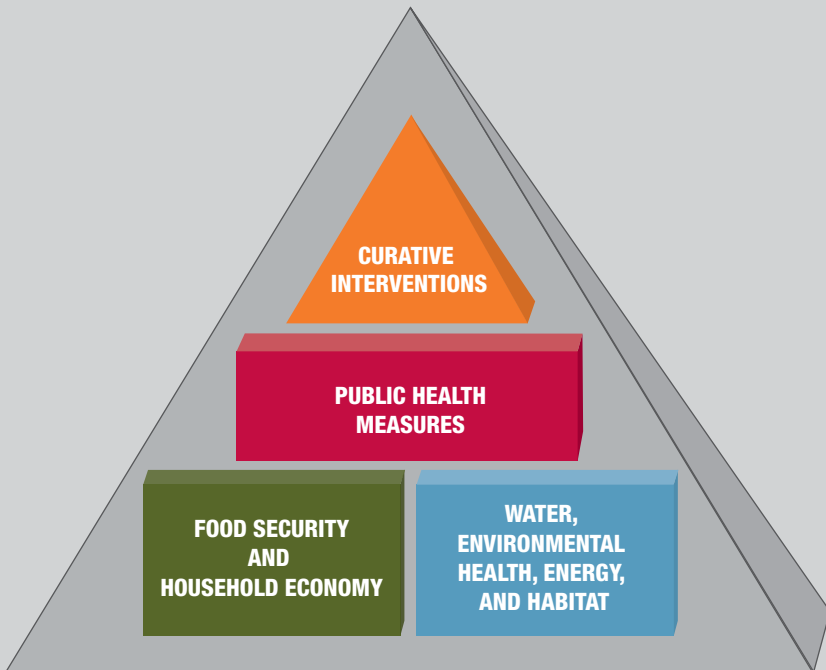 CURATIVE
INTERVENTIONS
PUBLIC HEALTH
MEASURES
FOOD SECURITY
AND
HOUSEHOLD ECONOMY
WATER,
ENVIRONMENTAL
HEALTH, ENERGY,
AND HABITAT